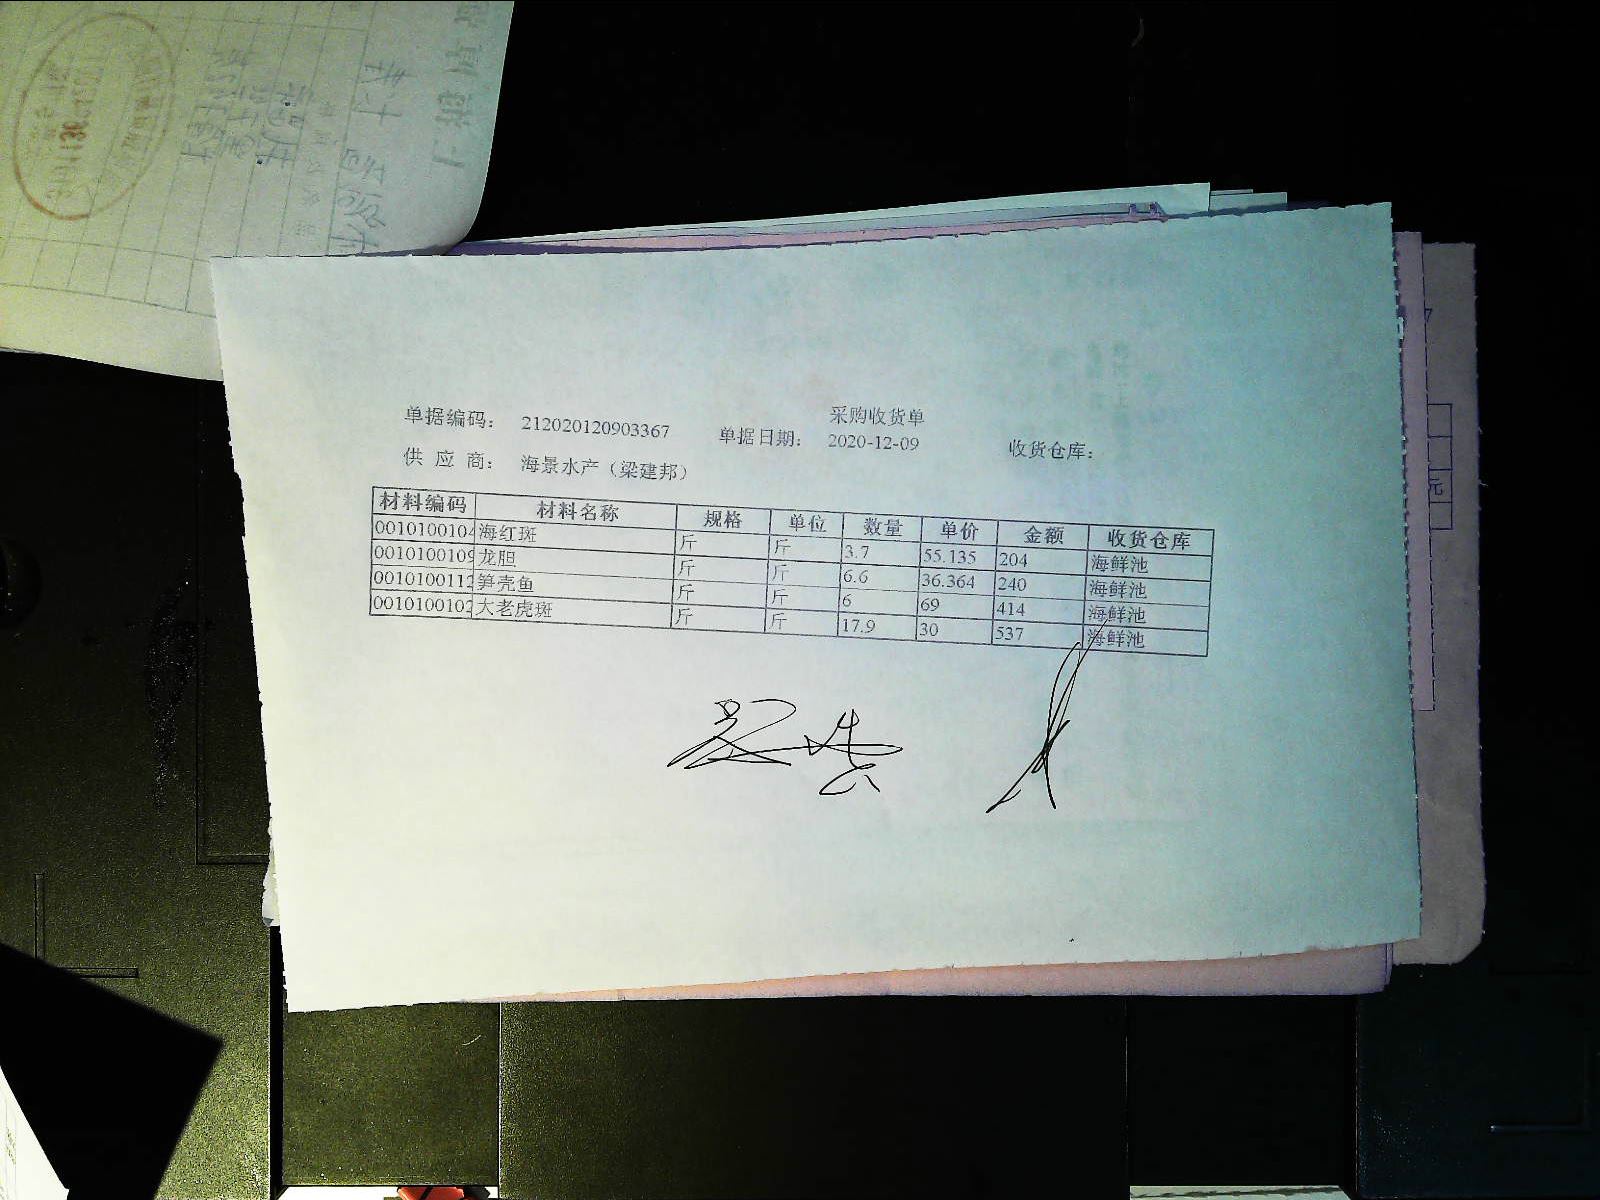 采购收货单
单据编码： 212020120903367 单据日期： 2020-12-09 收货仓库：
供 应 商： 海景水产（梁建邦）
材料编码 材料名称 规格 单位 数量 单价 金额 收货仓库
0010100104 海红斑 斤 斤 3.7 55.135 204 海鲜池
0010100109 龙胆 斤 斤 6.6 36.364 240 海鲜池
0010100112 笋壳鱼 斤 斤 6 69 414 海鲜池
0010100102 大老虎斑 斤 斤 17.9 30 537 海鲜池
元